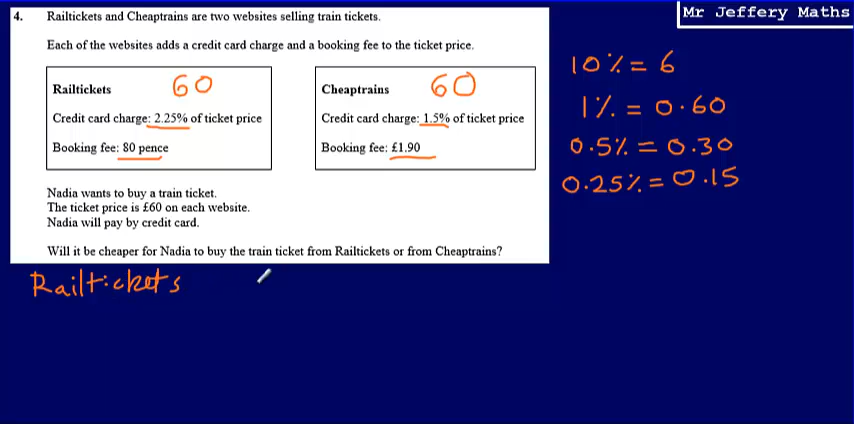 Mr Jeffery Maths
4. Railtickets and Cheaptrains are two websites selling train tickets.
Each of the websites adds a credit card charge and a booking fee to the ticket price.
Railtickets 60
Credit card charge: 2.25% of ticket price
Booking fee: 80 pence
Cheaptrains 60
Credit card charge: 1.5% of ticket price
Booking fee: £1.90
Nadia wants to buy a train ticket.
The ticket price is £60 on each website.
Nadia will pay by credit card.
Will it be cheaper for Nadia to buy the train ticket from Railtickets or from Cheaptrains?
10% = 6
1% = 0.60
0.5% = 0.30
0.25% = 0.15
Railtickets